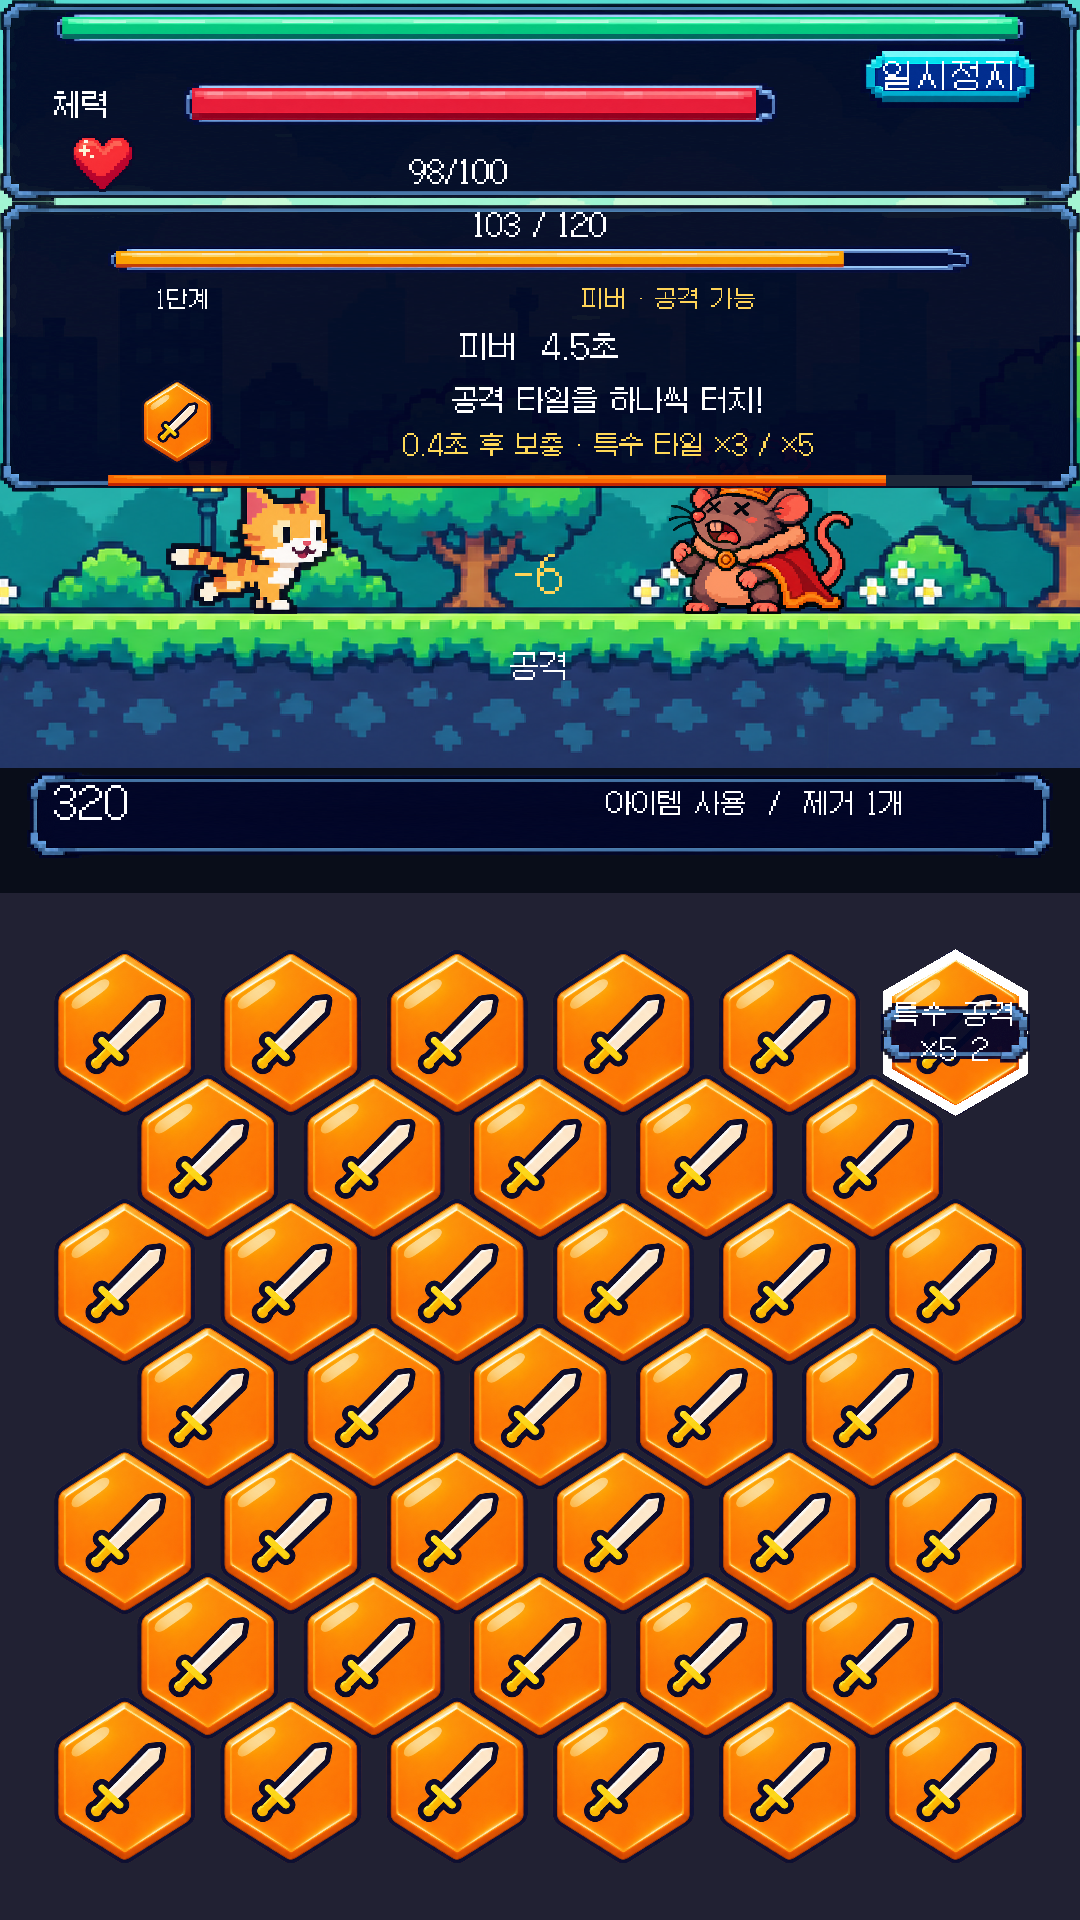 일시정지
체력
98/100
103 / 120
1단계
피버 · 공격 가능
피버 4.5초
공격 타일을 하나씩 터치!
0.4초 후 보충 · 특수 타일 ×3 / ×5
-6
공격
320
아이템 사용 / 제거 1개
특수 공격
×5 2